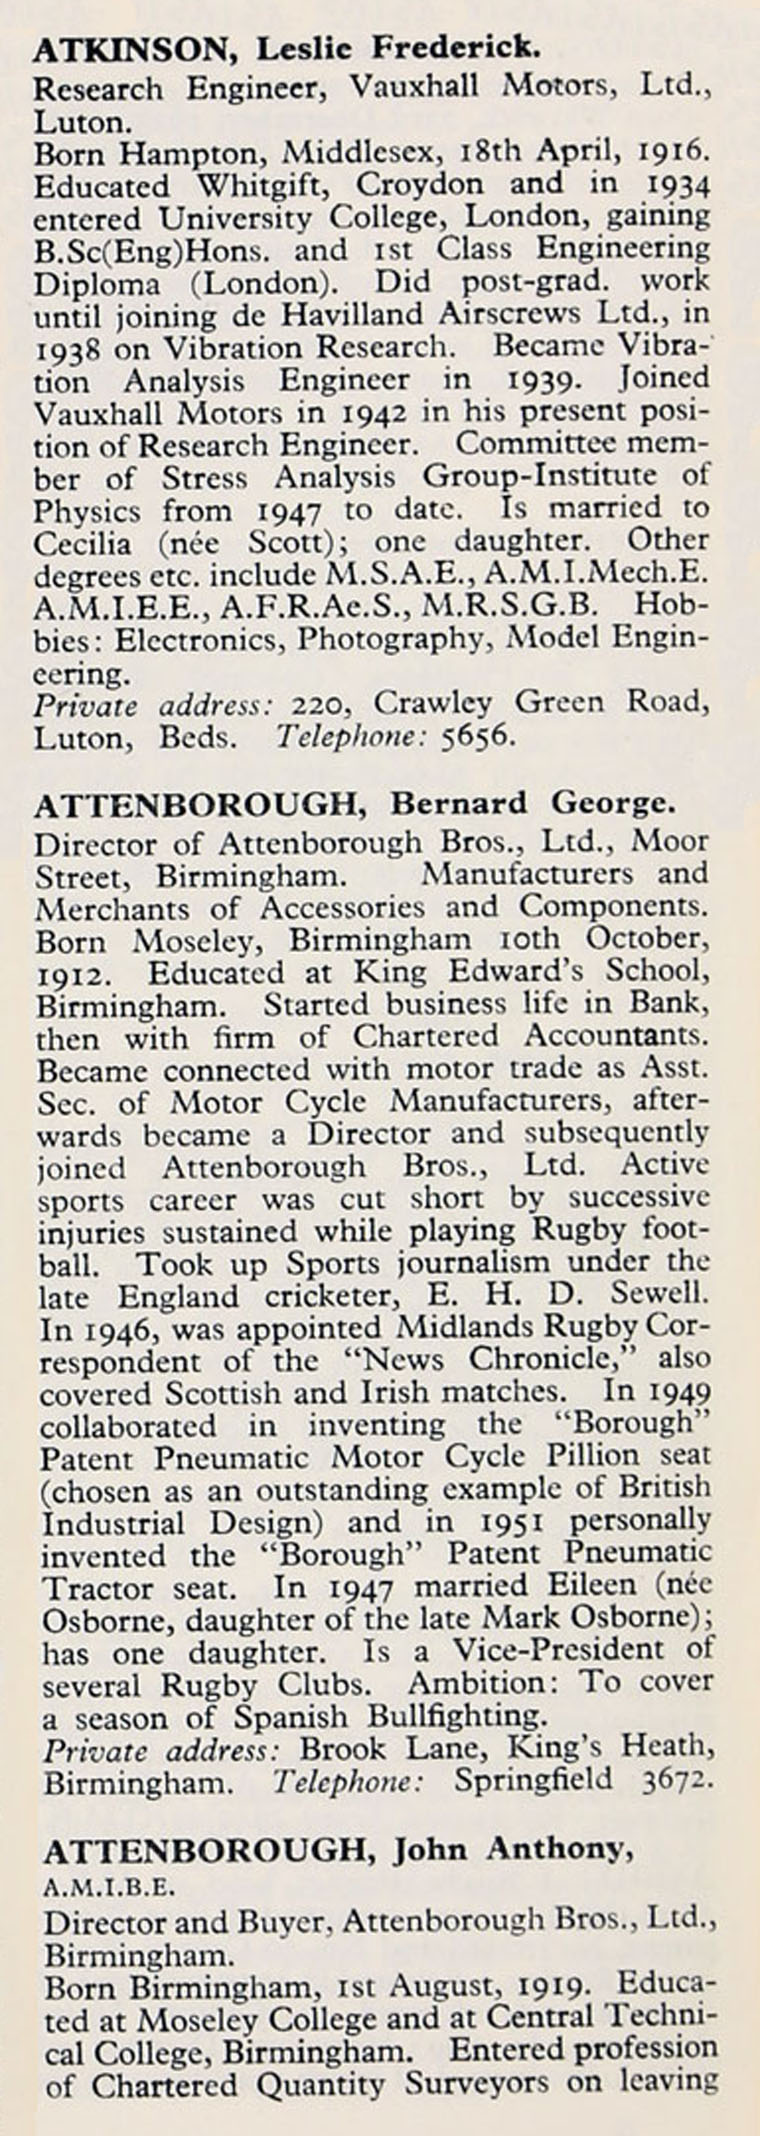 ATKINSON, Leslie Frederick.
Research Engineer, Vauxhall Motors, Ltd.,
Luton.
Born Hampton, Middlesex, 18th April, 1916.
Educated Whitgift, Croydon and in 1934
entered University College, London, gaining
B.Sc(Eng)Hons. and 1st Class Engineering
Diploma (London). Did post-grad. work
until joining de Havilland Airscrews Ltd., in
1938 on Vibration Research. Became Vibra-
tion Analysis Engineer in 1939. Joined
Vauxhall Motors in 1942 in his present posi-
tion of Research Engineer. Committee mem-
ber of Stress Analysis Group-Institute of
Physics from 1947 to date. Is married to
Cecilia (née Scott); one daughter. Other
degrees etc. include M.S.A.E., A.M.I.Mech.E.
A.M.I.E.E., A.F.R.Ae.S., M.R.S.G.B. Hob-
bies: Electronics, Photography, Model Engin-
eering.
Private address: 220, Crawley Green Road,
Luton, Beds. Telephone: 5656.
ATTENBOROUGH, Bernard George.
Director of Attenborough Bros., Ltd., Moor
Street, Birmingham. Manufacturers and
Merchants of Accessories and Components.
Born Moseley, Birmingham 10th October,
1912. Educated at King Edward's School,
Birmingham. Started business life in Bank,
then with firm of Chartered Accountants.
Became connected with motor trade as Asst.
Sec. of Motor Cycle Manufacturers, after-
wards became a Director and subsequently
joined Attenborough Bros., Ltd. Active
sports career was cut short by successive
injuries sustained while playing Rugby foot-
ball. Took up Sports journalism under the
late England cricketer, E. H. D. Sewell.
In 1946, was appointed Midlands Rugby Cor-
respondent of the "News Chronicle," also
covered Scottish and Irish matches. In 1949
collaborated in inventing the "Borough"
Patent Pneumatic Motor Cycle Pillion seat
(chosen as an outstanding example of British
Industrial Design) and in 1951 personally
invented the "Borough" Patent Pneumatic
Tractor seat. In 1947 married Eileen (née
Osborne, daughter of the late Mark Osborne);
has one daughter. Is a Vice-President of
several Rugby Clubs. Ambition: To cover
a season of Spanish Bullfighting.
Private address: Brook Lane, King's Heath,
Birmingham. Telephone: Springfield 3672.
ATTENBOROUGH, John Anthony,
A.M.I.B.E.
Director and Buyer, Attenborough Bros., Ltd.,
Birmingham.
Born Birmingham, 1st August, 1919. Educa-
ted at Moseley College and at Central Techni-
cal College, Birmingham. Entered profession
of Chartered Quantity Surveyors on leaving